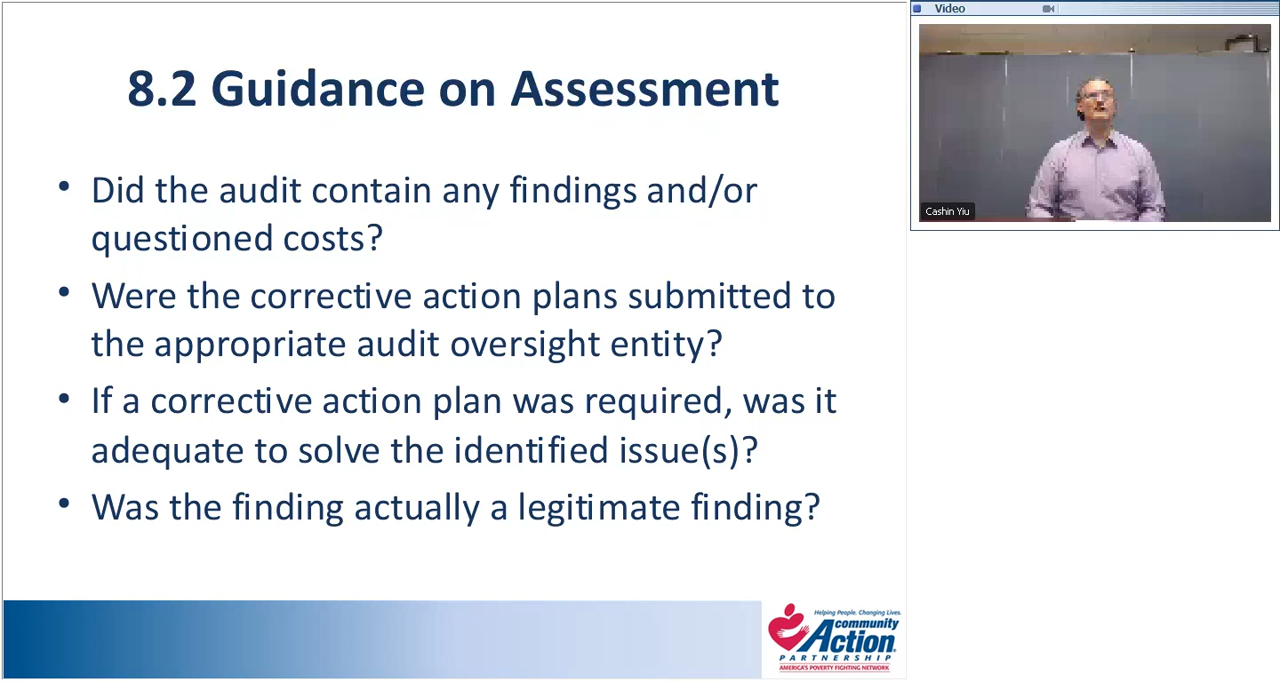 8.2 Guidance on Assessment
• Did the audit contain any findings and/or
questioned costs?
• Were the corrective action plans submitted to
the appropriate audit oversight entity?
• If a corrective action plan was required, was it
adequate to solve the identified issue(s)?
• Was the finding actually a legitimate finding?
Helping People. Changing Lives.
community
Action
PARTNERSHIP
AMERICA'S POVERTY FIGHTING NETWORK
Video
Cashin Yiu